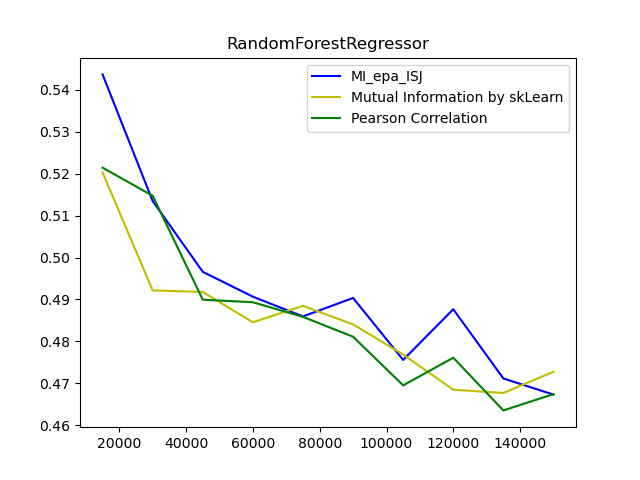 RandomForestRegressor
MI_epa_ISJ
Mutual Information by skLearn
Pearson Correlation
0.54
0.53
0.52
0.51
0.50
0.49
0.48
0.47
0.46
20000 40000 60000 80000 100000 120000 140000